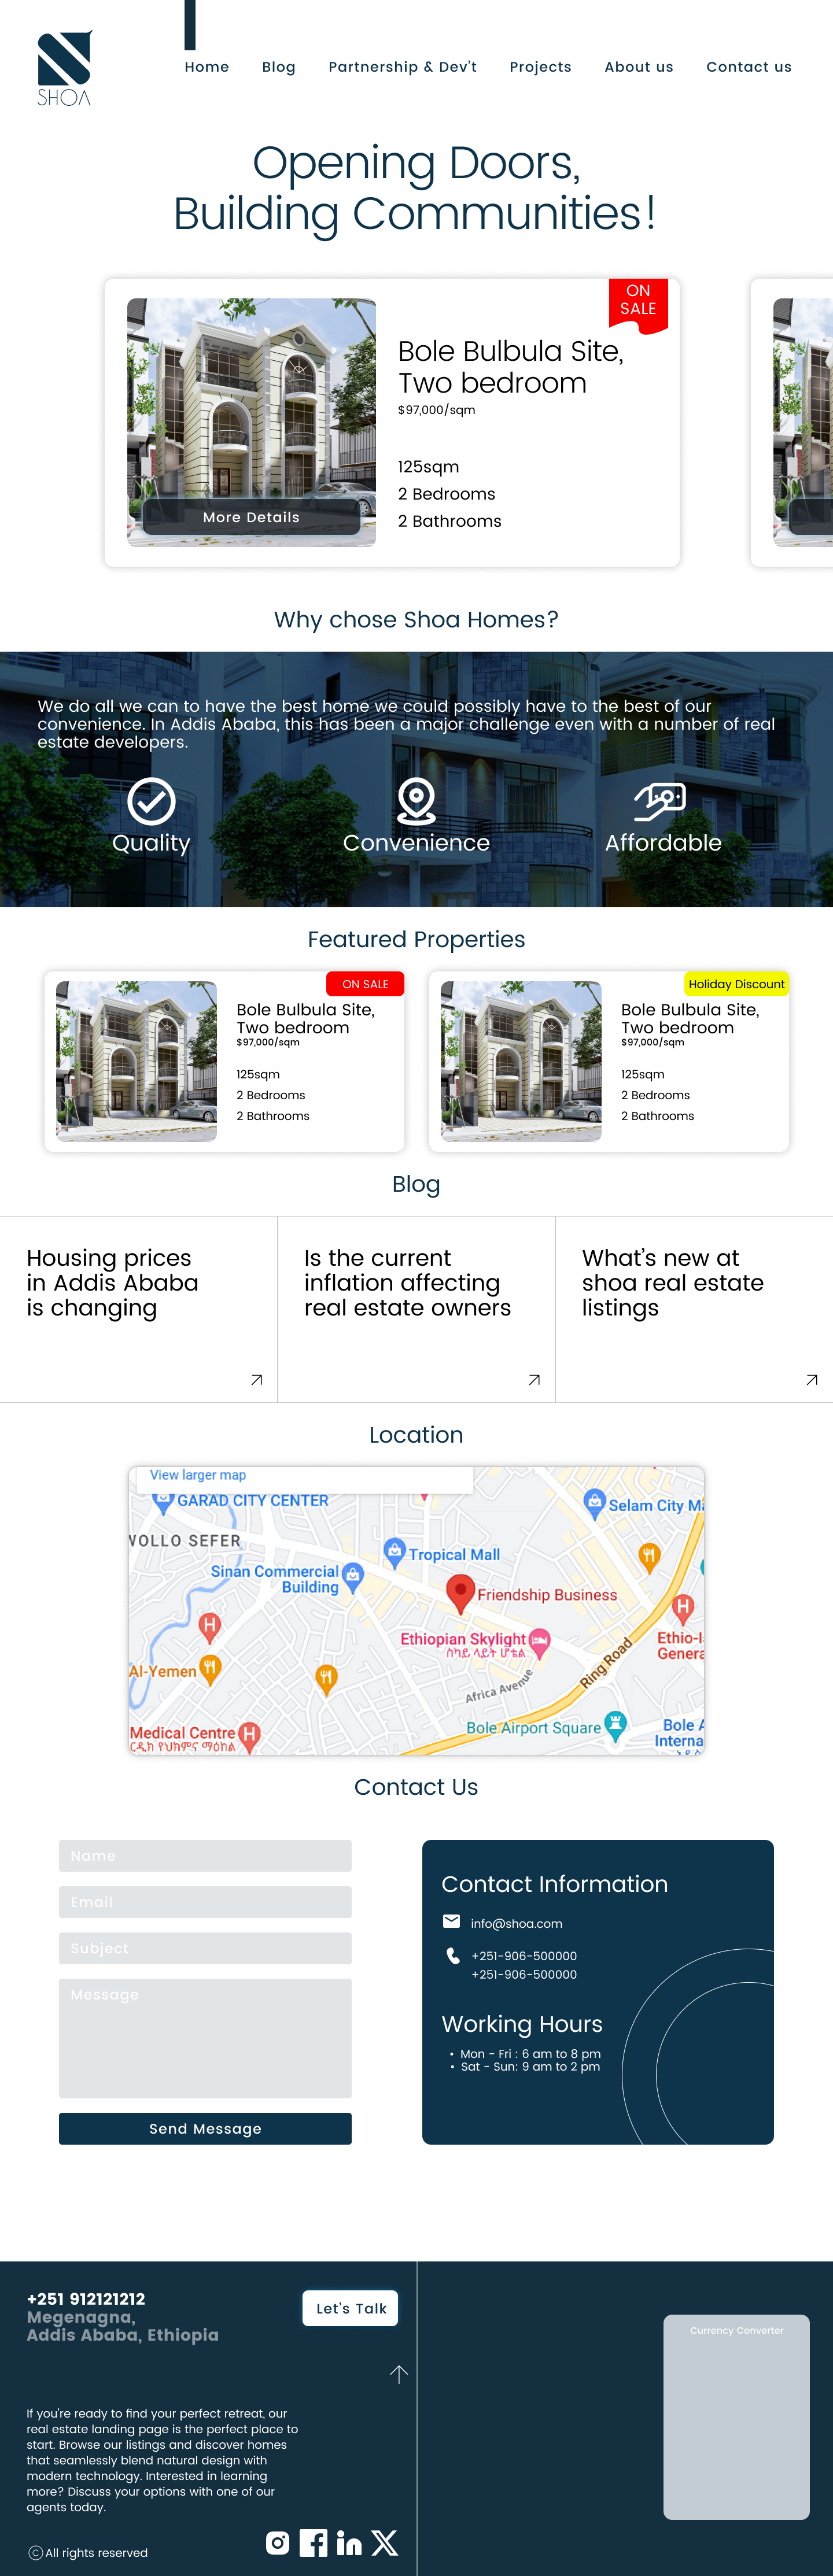 SHOA
Home Blog Partnership & Dev't Projects About us Contact us
Opening Doors,
Building Communities!
ON
SALE
Bole Bulbula Site,
Two bedroom
$97,000/sqm
125sqm
2 Bedrooms
2 Bathrooms
More Details
Why chose Shoa Homes?
We do all we can to have the best home we could possibly have to the best of our
convenience. In Addis Ababa, this has been a major challenge even with a number of real
estate developers.
Quality
Convenience
Affordable
Featured Properties
ON SALE
Bole Bulbula Site,
Two bedroom
$97,000/sqm
125sqm
2 Bedrooms
2 Bathrooms
Holiday Discount
Bole Bulbula Site,
Two bedroom
$97,000/sqm
125sqm
2 Bedrooms
2 Bathrooms
Blog
Housing prices
in Addis Ababa
is changing
Is the current
inflation affecting
real estate owners
What's new at
shoa real estate
listings
Location
View larger map
GARAD CITY CENTER
Selam City Ma
WOLLO SEFER
Tropical Mall
Sinan Commercial
Building
Friendship Business
H
H
Ethiopian Skylight
ስካይ ላይት ሆቴል
Ethio-I
Genera
Al-Yemen
Ring Road
Africa Avenue
Bole Airport Square
Medical Centre
H
Bole A
Interna
Contact Us
Name
Email
Subject
Message
Send Message
Contact Information
info@shoa.com
+251-906-500000
+251-906-500000
Working Hours
• Mon - Fri : 6 am to 8 pm
• Sat - Sun: 9 am to 2 pm
+251 912121212
Megenagna,
Addis Ababa, Ethiopia
Let's Talk
If you're ready to find your perfect retreat, our
real estate landing page is the perfect place to
start. Browse our listings and discover homes
that seamlessly blend natural design with
modern technology. Interested in learning
more? Discuss your options with one of our
agents today.
© All rights reserved
Currency Converter